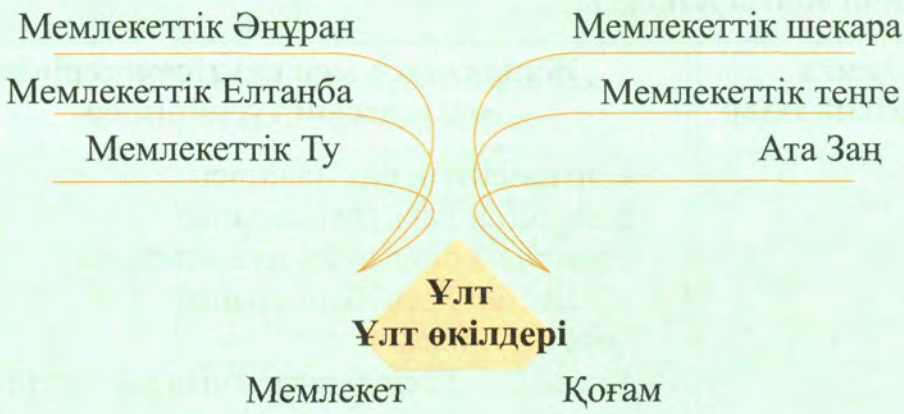 Мемлекеттік Әнұран
Мемлекеттік шекара
Мемлекеттік Елтаңба
Мемлекеттік теңге
Мемлекеттік Ту
Ата Заң
Ұлт
Ұлт өкілдері
Мемлекет
Қоғам